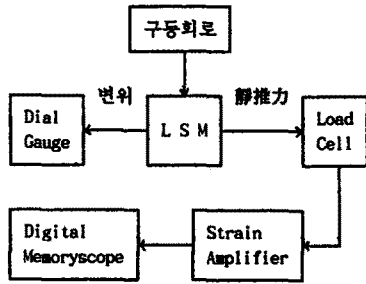 구동회로
변위
靜推力
Dial
Gauge
L S M
Load
Cell
Digital
Memoryscope
Strain
Amplifier